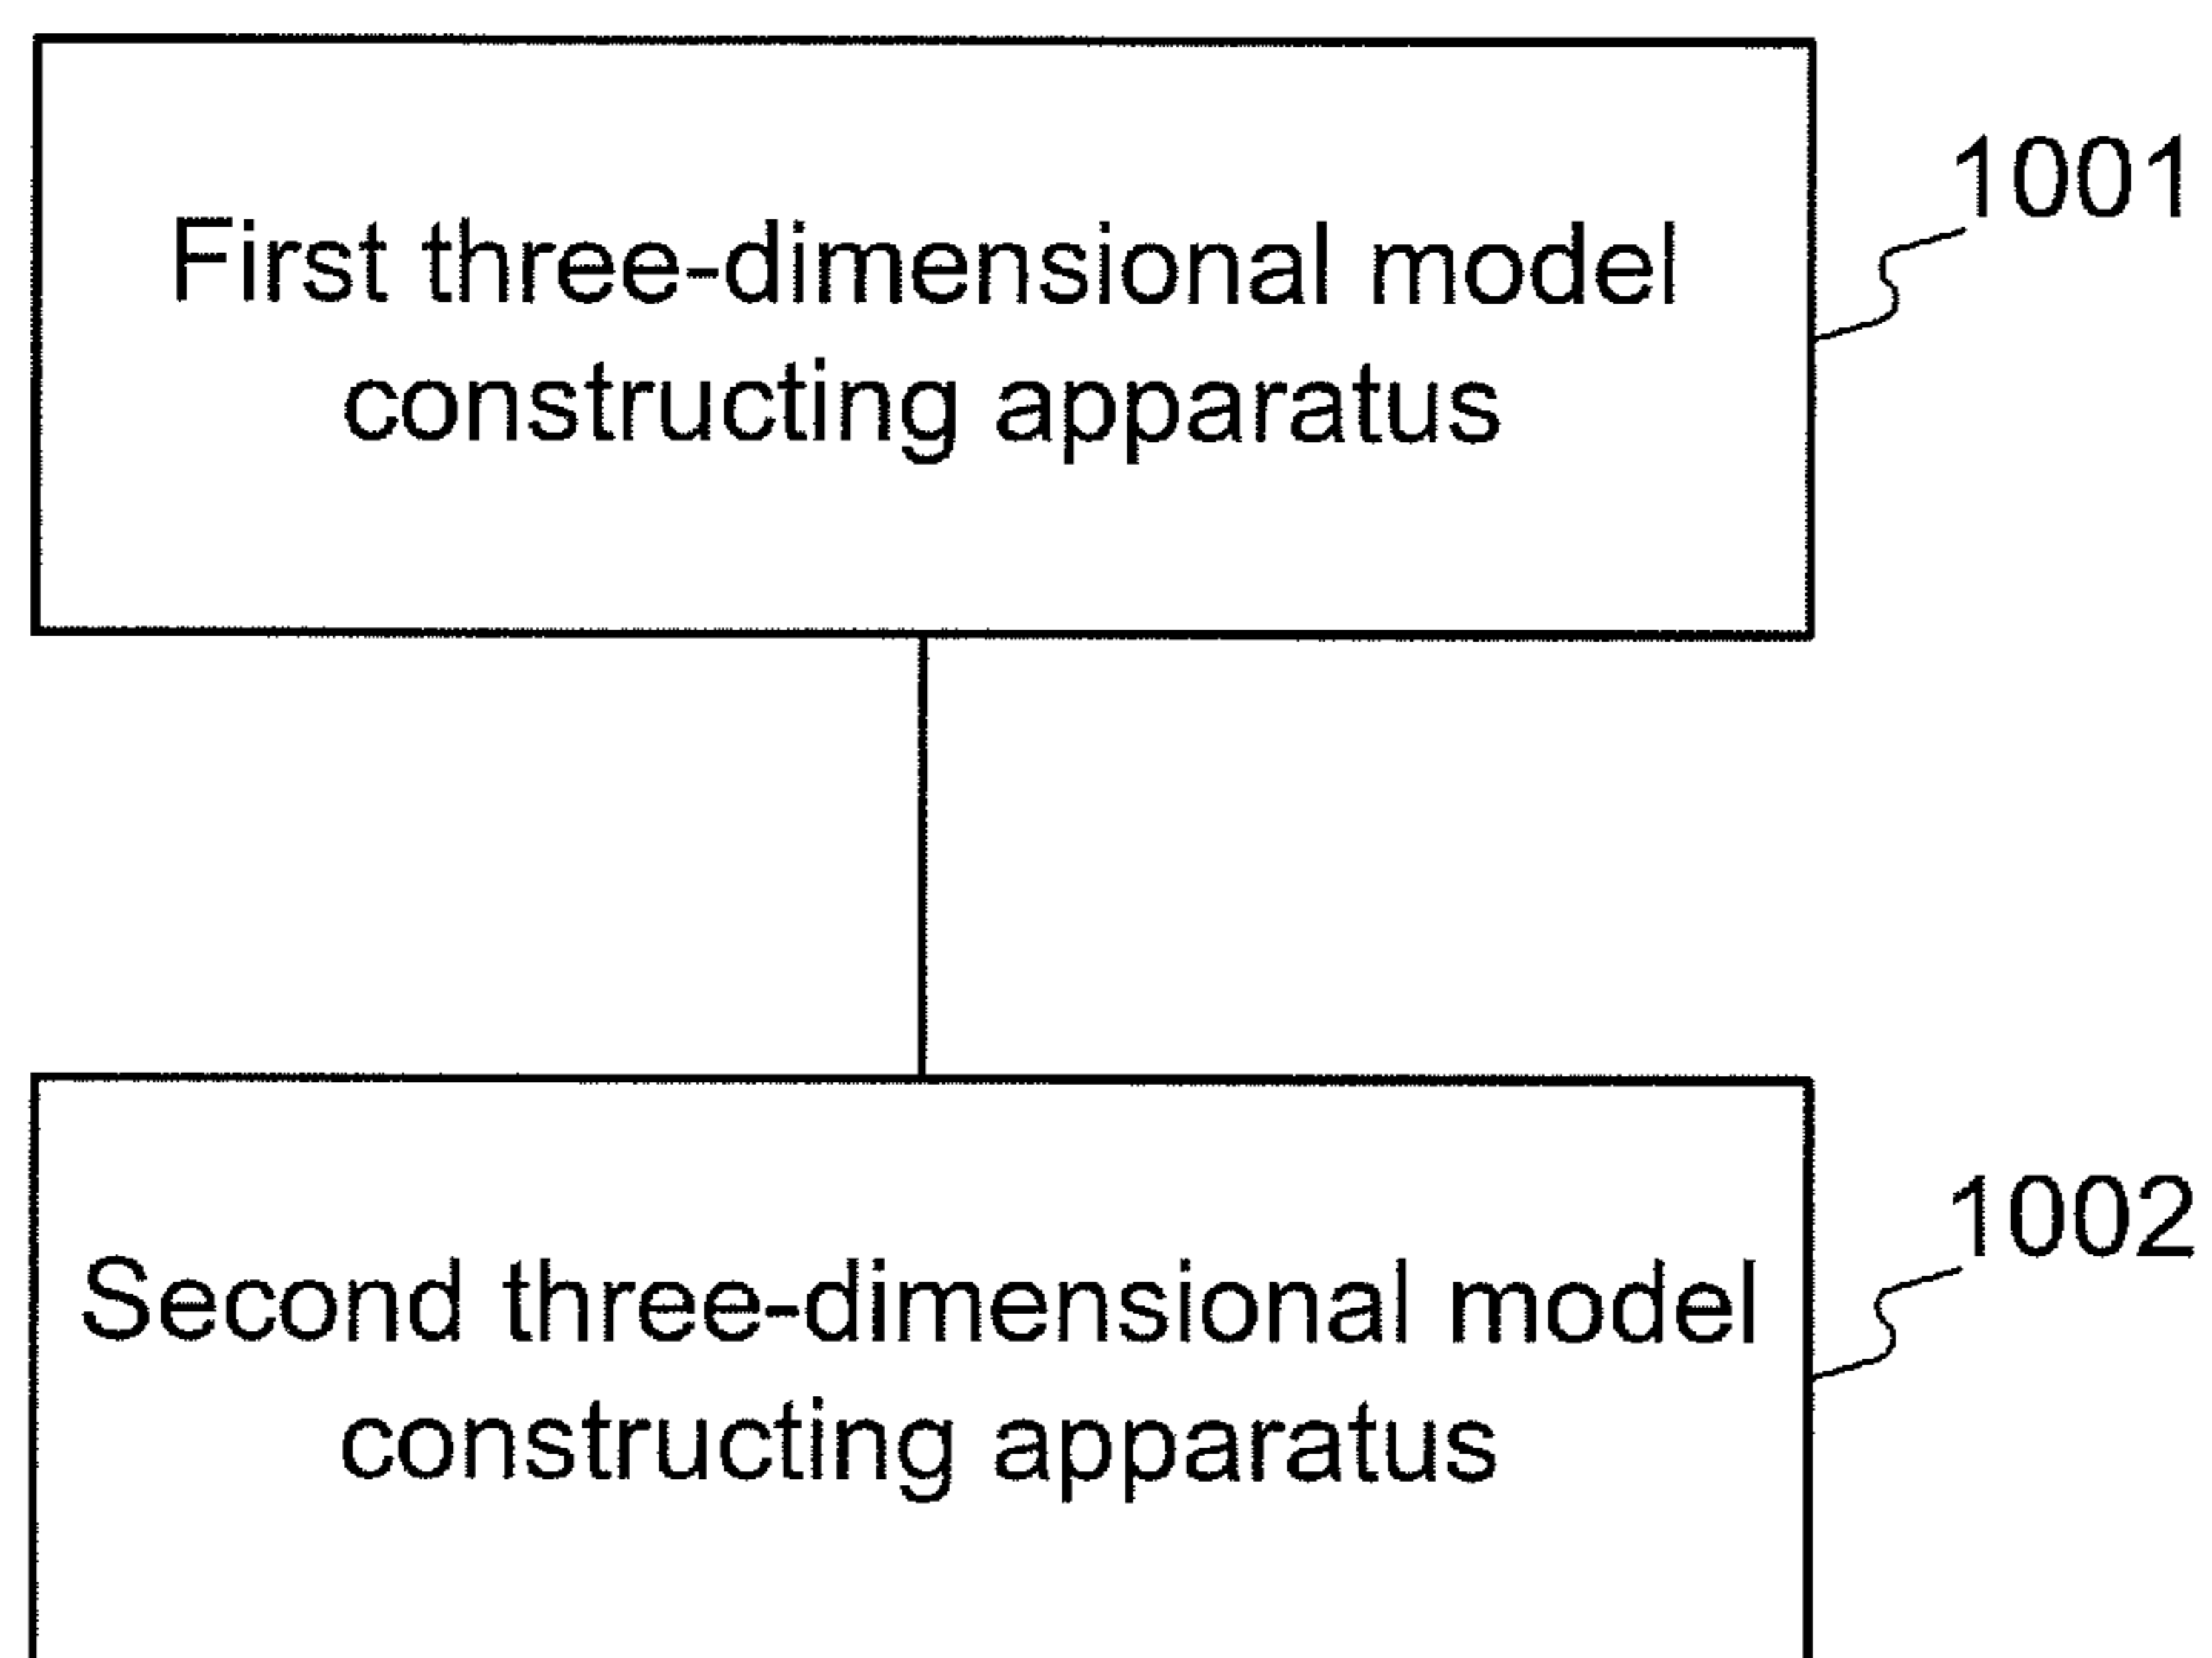 First three-dimensional model
constructing apparatus
1001
Second three-dimensional model
constructing apparatus
1002